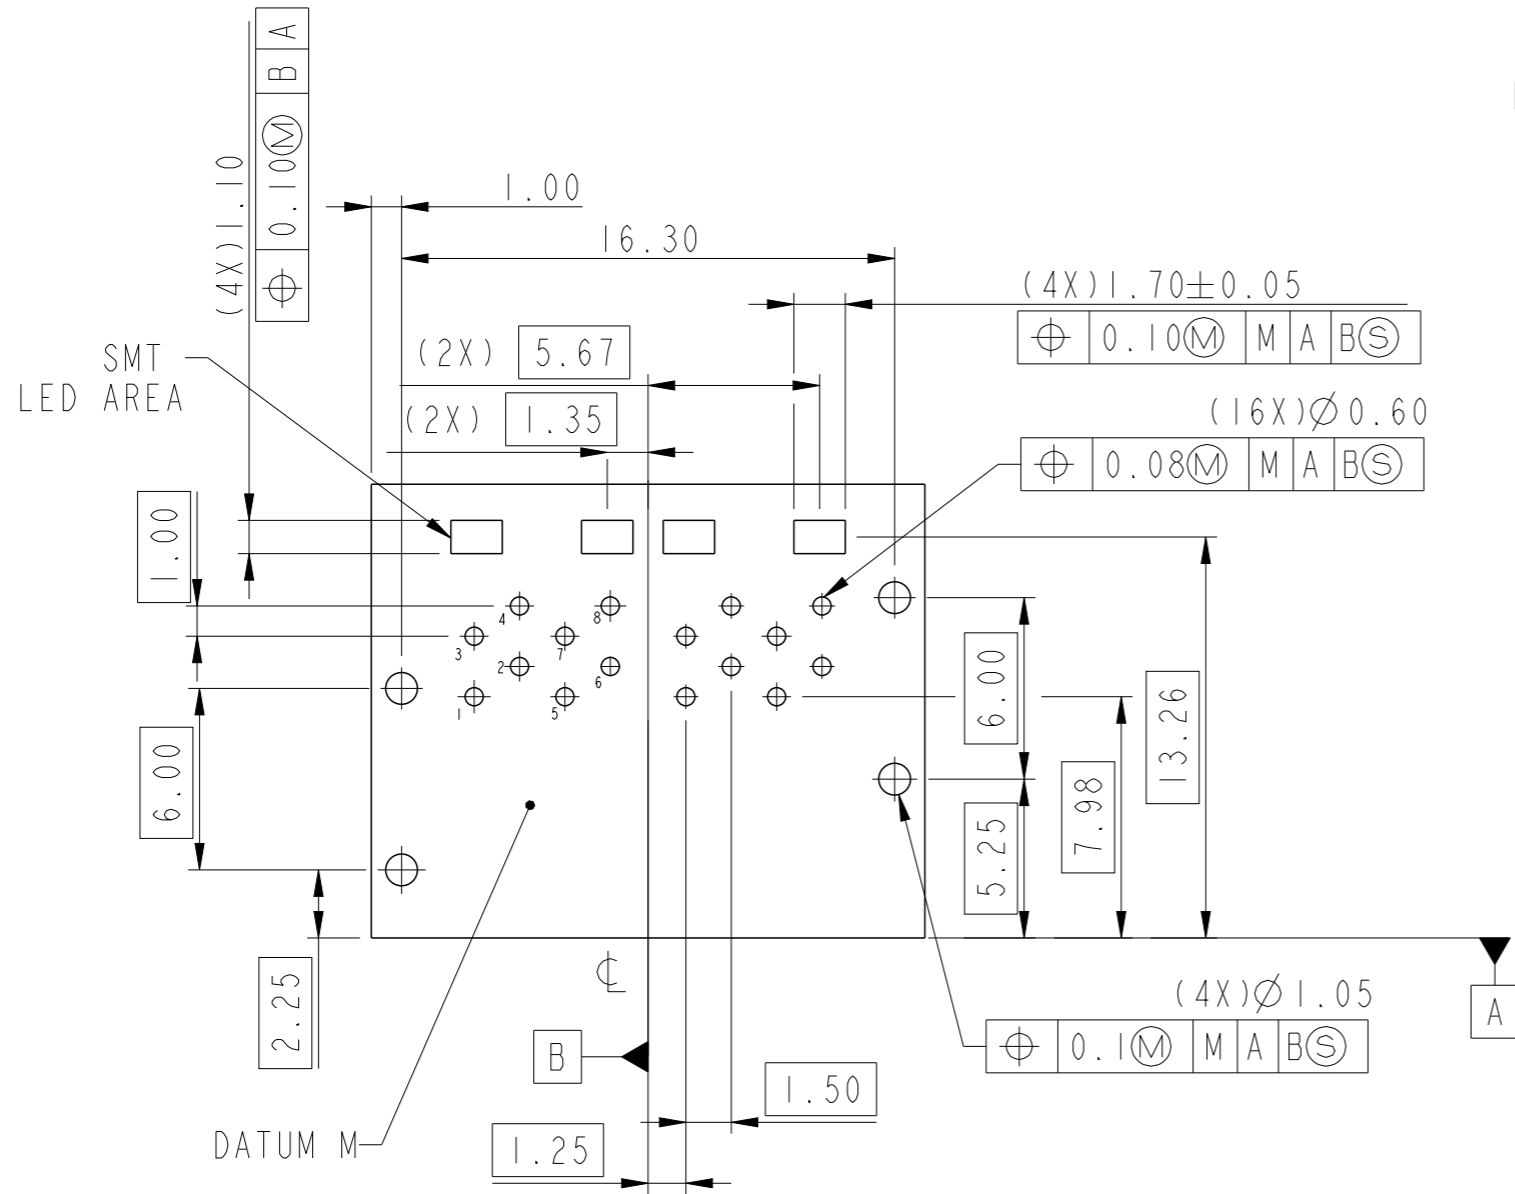 (4X)1.10
⌖ 0.10Ⓜ B A
1.00
16.30
(4X)1.70±0.05
⌖ 0.10Ⓜ M A BⓈ
(2X) 5.67
SMT
LED AREA
(2X) 1.35
(16X)⌀0.60
⌖ 0.08Ⓜ M A BⓈ
1.00
4
8
3
7
2
6
1
5
6.00
6.00
13.26
7.98
5.25
2.25
℄
A
B
(4X)⌀1.05
⌖ 0.1Ⓜ M A BⓈ
1.50
DATUM M
1.25